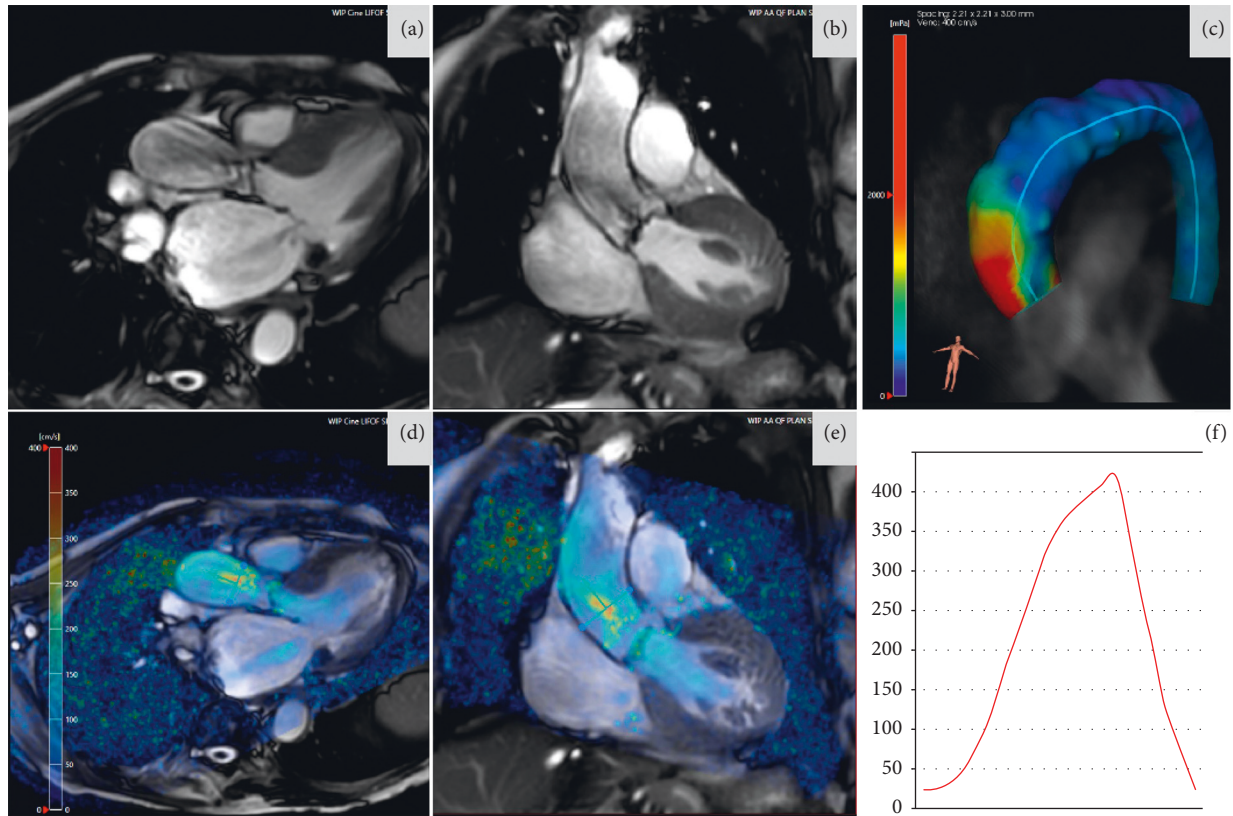 WIP Cine LIFOF S
(a)
WIP AA QF PLAN S
(b)
Spacing: 2.21 x 2.21 x 3.00 mm
Venc: 400 cm/s
[mPa]
(c)
2000
0
WIP Cine LIFOF S
(d)
[cm/s]
400
400
350
300
250
200
150
100
50
0
0
WIP AA QF PLAN S
(e)
(f)
400
350
300
250
200
150
100
50
0